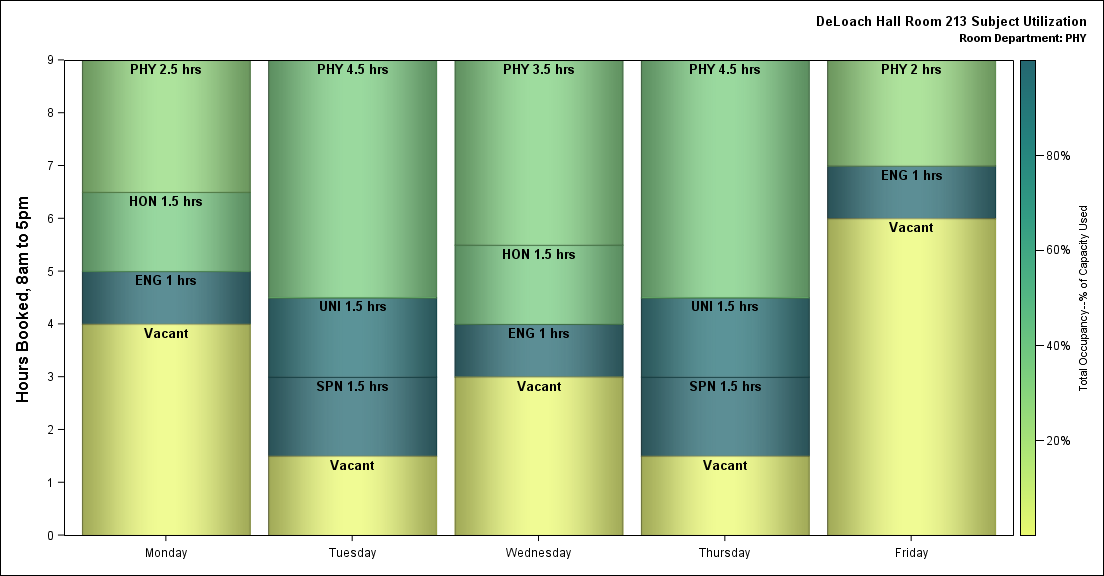 DeLoach Hall Room 213 Subject Utilization
Room Department: PHY
Hours Booked, 8am to 5pm
9
8
7
6
5
4
3
2
1
0
PHY 2.5 hrs
HON 1.5 hrs
ENG 1 hrs
Vacant
PHY 4.5 hrs
UNI 1.5 hrs
SPN 1.5 hrs
Vacant
PHY 3.5 hrs
HON 1.5 hrs
ENG 1 hrs
Vacant
PHY 4.5 hrs
UNI 1.5 hrs
SPN 1.5 hrs
Vacant
PHY 2 hrs
ENG 1 hrs
Vacant
Monday
Tuesday
Wednesday
Thursday
Friday
80%
60%
40%
20%
Total Occupancy--% of Capacity Used